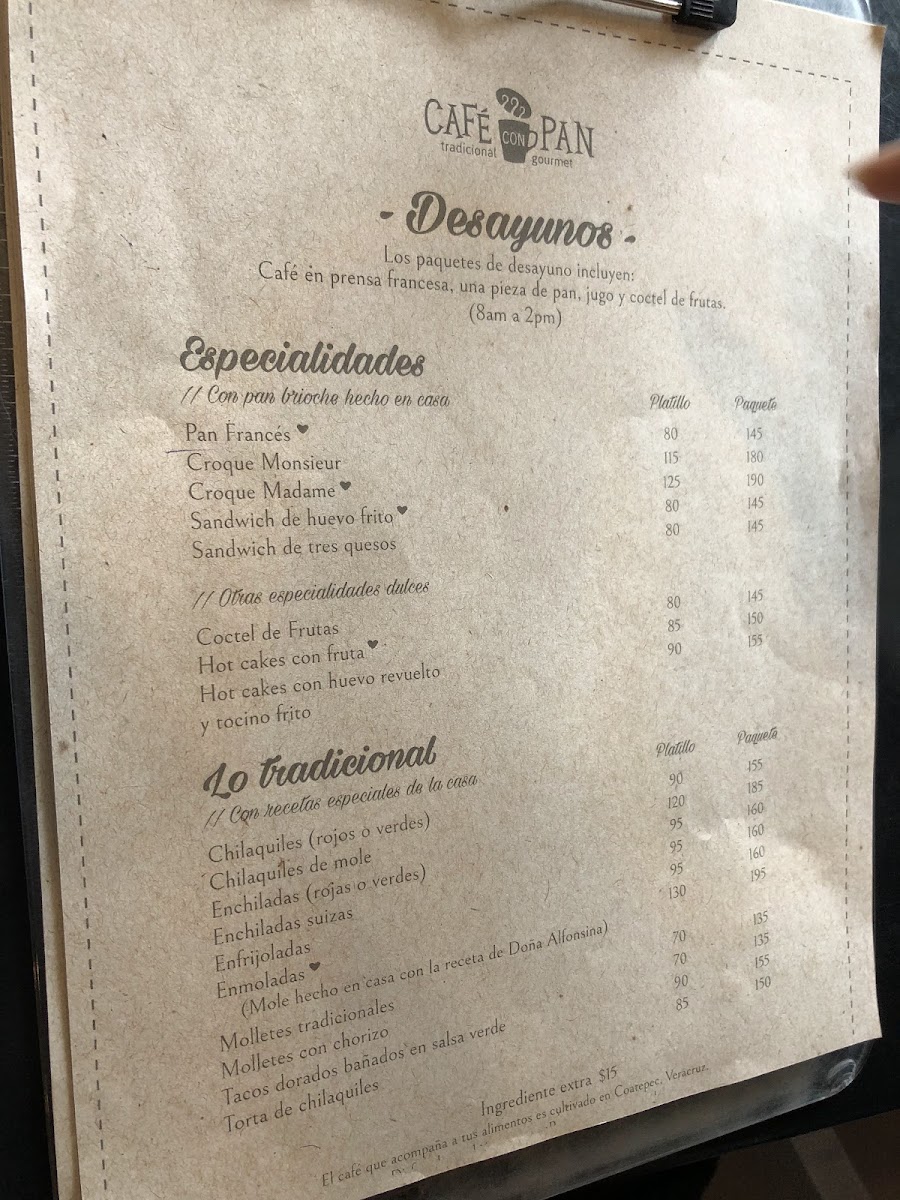 CAFÉ CON PAN
tradicional gourmet
- Desayunos -
Los paquetes de desayuno incluyen:
Café en prensa francesa, una pieza de pan, jugo y coctel de frutas.
(8am a 2pm)
Especialidades
// Con pan brioche hecho en casa Platillo Paquete
Pan Francés ♥ 80 145
Croque Monsieur 115 180
Croque Madame ♥ 125 190
Sandwich de huevo frito ♥ 80 145
Sandwich de tres quesos 80 145
// Otras especialidades dulces
Coctel de Frutas 80 145
Hot cakes con fruta ♥ 85 150
Hot cakes con huevo revuelto 90 155
y tocino frito
Lo tradicional Platillo Paquete
// Con recetas especiales de la casa
Chilaquiles (rojos o verdes) 90 155
Chilaquiles de mole 120 185
Enchiladas (rojas o verdes) 95 160
Enchiladas suizas 95 160
Enfrijoladas 95 160
Enmoladas ♥ 130 195
(Mole hecho en casa con la receta de Doña Alfonsina)
Molletes tradicionales 70 135
Molletes con chorizo 70 135
Tacos dorados bañados en salsa verde 90 155
Torta de chilaquiles 85 150
Ingrediente extra $15
El café que acompaña a tus alimentos es cultivado en Coatepec, Veracruz.